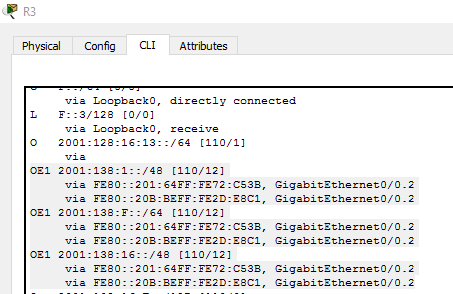 R3
Physical Config CLI Attributes
via Loopback0, directly connected
L F::3/128 [0/0]
via Loopback0, receive
O 2001:128:16:13::/64 [110/1]
via
OE1 2001:138:1::/48 [110/12]
via FE80::201:64FF:FE72:C53B, GigabitEthernet0/0.2
via FE80::20B:BEFF:FE2D:E8C1, GigabitEthernet0/0.2
OE1 2001:138:F::/64 [110/12]
via FE80::201:64FF:FE72:C53B, GigabitEthernet0/0.2
via FE80::20B:BEFF:FE2D:E8C1, GigabitEthernet0/0.2
OE1 2001:138:16::/48 [110/12]
via FE80::201:64FF:FE72:C53B, GigabitEthernet0/0.2
via FE80::20B:BEFF:FE2D:E8C1, GigabitEthernet0/0.2